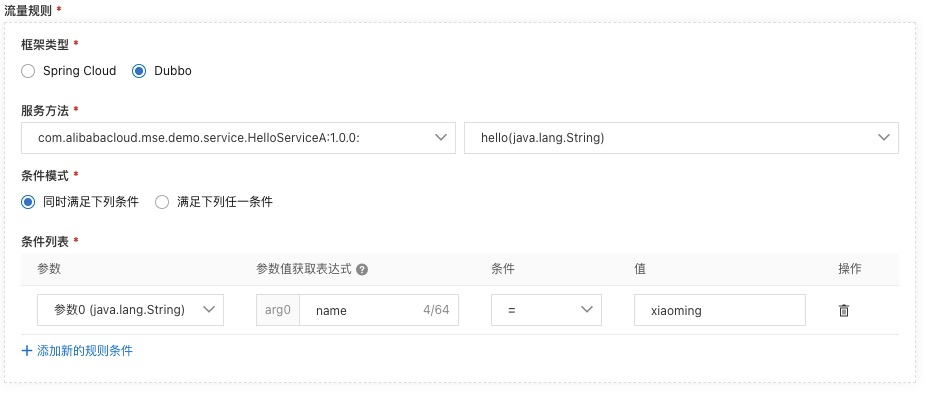 流量规则 *
框架类型 *
Spring Cloud Dubbo
服务方法 *
com.alibabacloud.mse.demo.service.HelloServiceA:1.0.0: hello(java.lang.String)
条件模式 *
同时满足下列条件 满足下列任一条件
条件列表 *
参数 参数值获取表达式 ? 条件 值 操作
参数0 (java.lang.String) arg0 name 4/64 = xiaoming
+ 添加新的规则条件